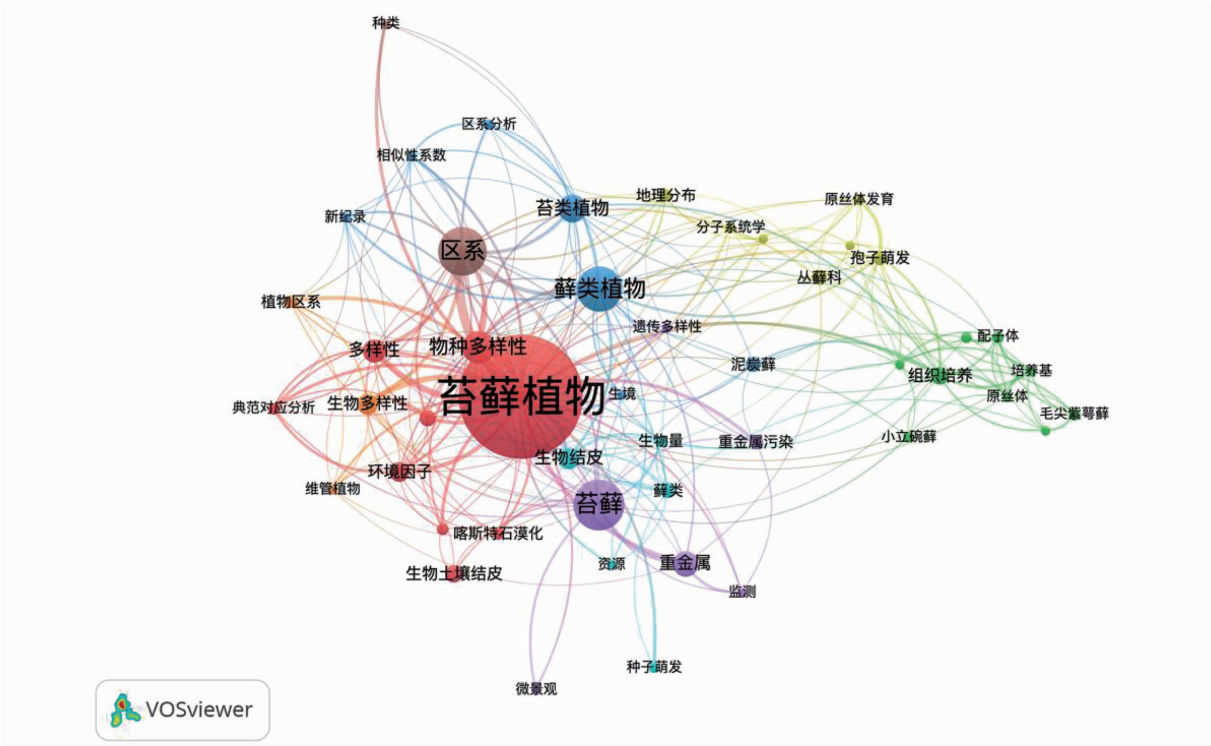 种类
区系分析
相似性系数
地理分布
原丝体发育
苔类植物
新纪录
分子系统学
区系
孢子萌发
丛藓科
藓类植物
植物区系
遗传多样性
配子体
物种多样性
多样性
泥炭藓
培养基
组织培养
苔藓植物
生境
原丝体
生物多样性
典范对应分析
毛尖紫萼藓
小立碗藓
生物量
重金属污染
生物结皮
环境因子
维管植物
藓类
苔藓
喀斯特石漠化
资源
重金属
生物土壤结皮
监测
种子萌发
微景观
VOSviewer